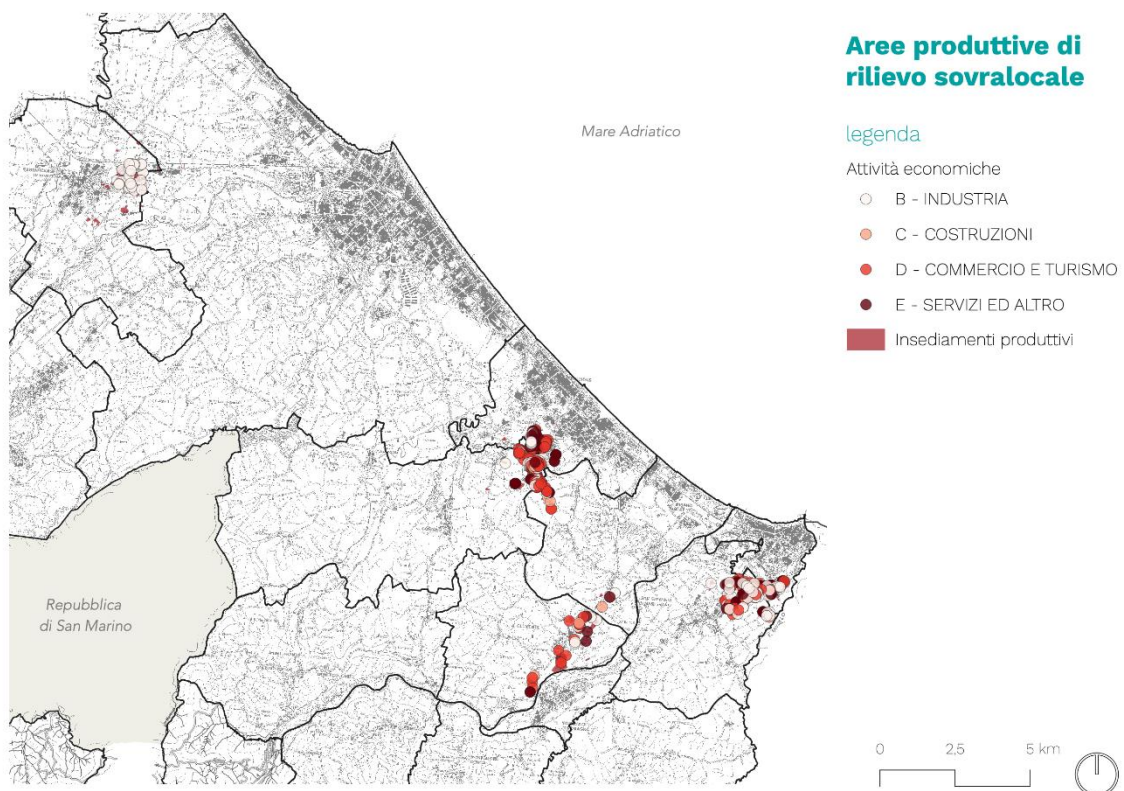 Aree produttive di
rilievo sovralocale
legenda
Attività economiche
B - INDUSTRIA
C - COSTRUZIONI
D - COMMERCIO E TURISMO
E - SERVIZI ED ALTRO
Insediamenti produttivi
Mare Adriatico
Repubblica
di San Marino
0 2.5 5 km